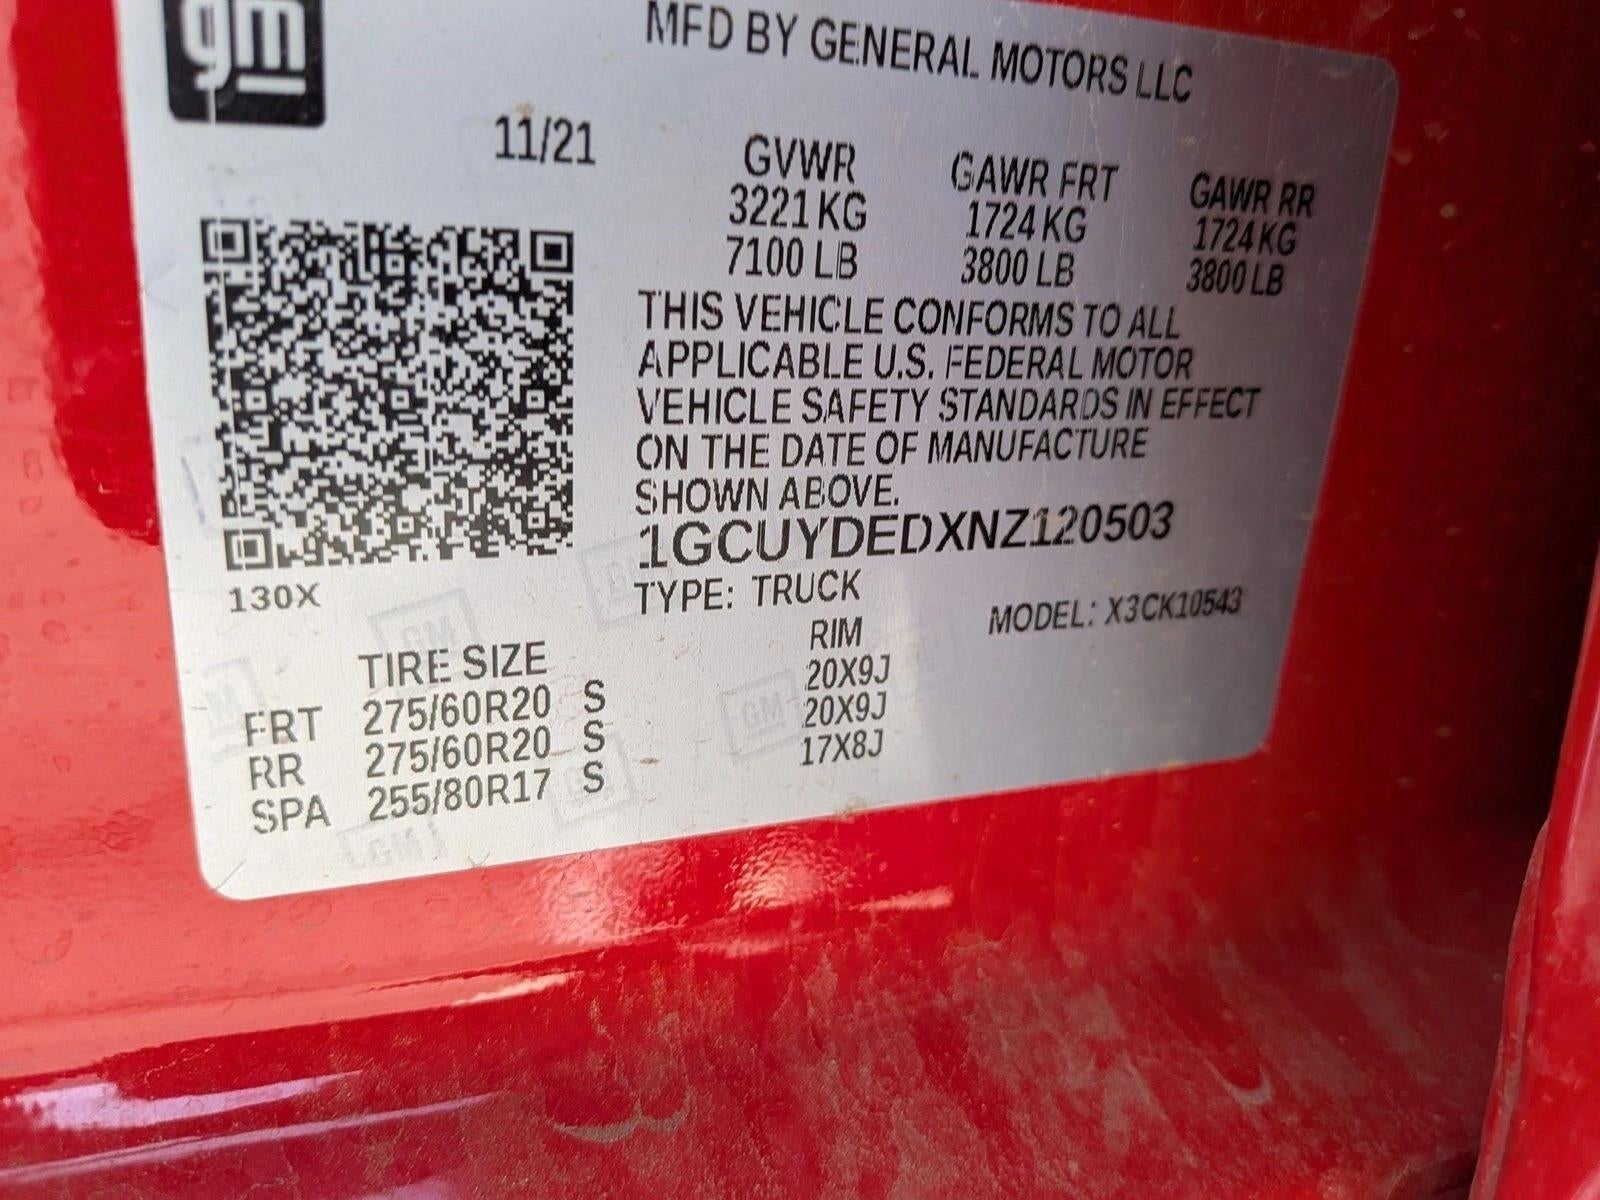 gm
MFD BY GENERAL MOTORS LLC
11/21
GVWR GAWR FRT GAWR RR
3221 KG 1724 KG 1724 KG
7100 LB 3800 LB 3800 LB
THIS VEHICLE CONFORMS TO ALL
APPLICABLE U.S. FEDERAL MOTOR
VEHICLE SAFETY STANDARDS IN EFFECT
ON THE DATE OF MANUFACTURE
SHOWN ABOVE.
1GCUYDEDXNZ120503
130X
TYPE: TRUCK MODEL: X3CK10543
TIRE SIZE RIM
FRT 275/60R20 S 20X9J
RR 275/60R20 S 20X9J
SPA 255/80R17 S 17X8J
GM
GM
GM